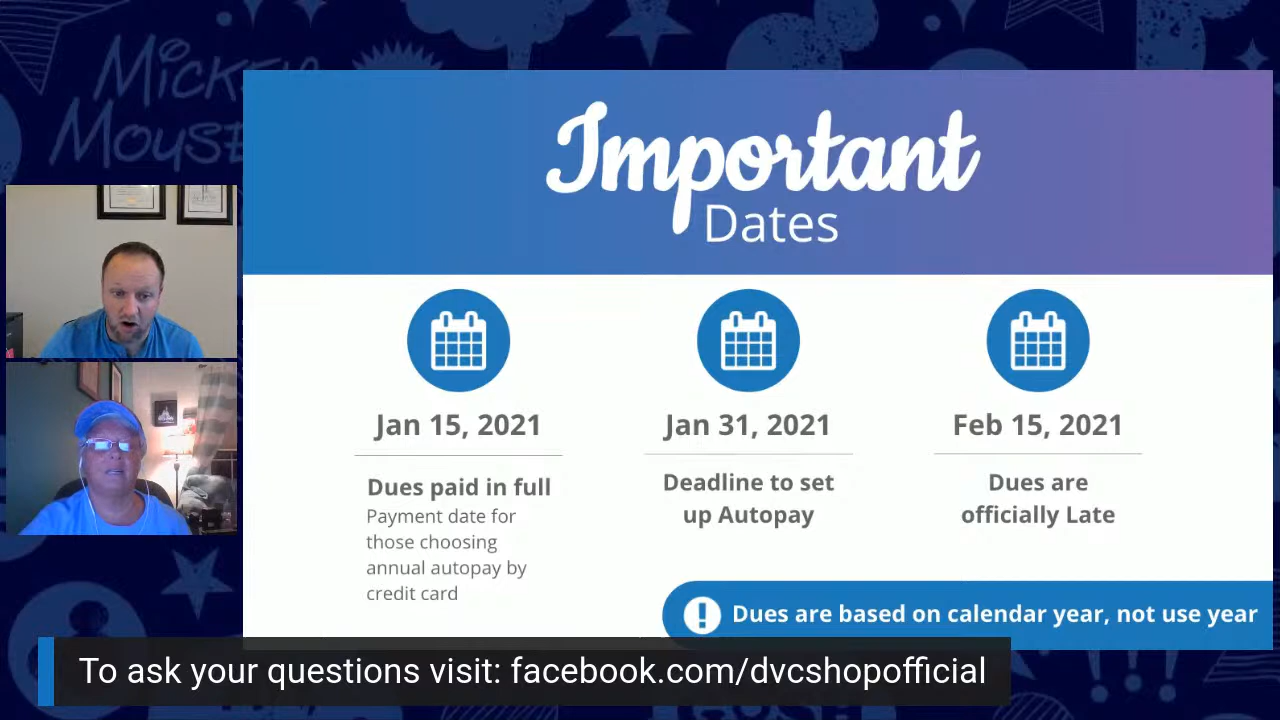 Mickey
Mouse
Important
Dates
Jan 15, 2021
Dues paid in full
Payment date for
those choosing
annual autopay by
credit card
Jan 31, 2021
Deadline to set
up Autopay
Feb 15, 2021
Dues are
officially Late
Dues are based on calendar year, not use year
To ask your questions visit: facebook.com/dvcshopofficial